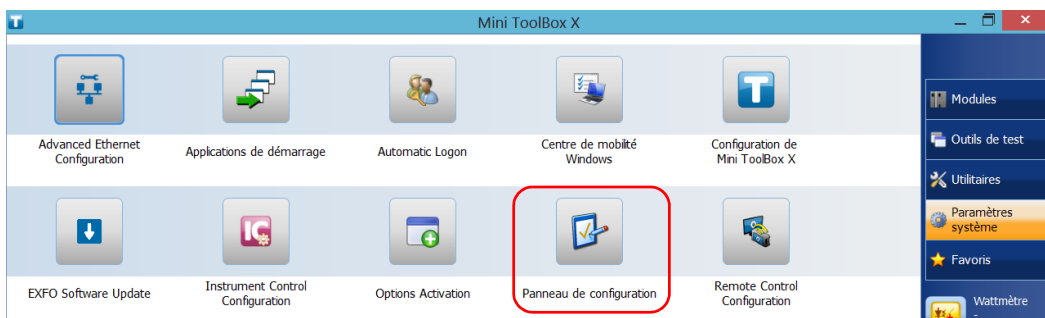 Mini ToolBox X
Advanced Ethernet
Configuration
Applications de démarrage
Automatic Logon
Centre de mobilité
Windows
Configuration de
Mini ToolBox X
EXFO Software Update
Instrument Control
Configuration
Options Activation
Panneau de configuration
Remote Control
Configuration
Modules
Outils de test
Utilitaires
Paramètres
système
Favoris
Wattmètre
-